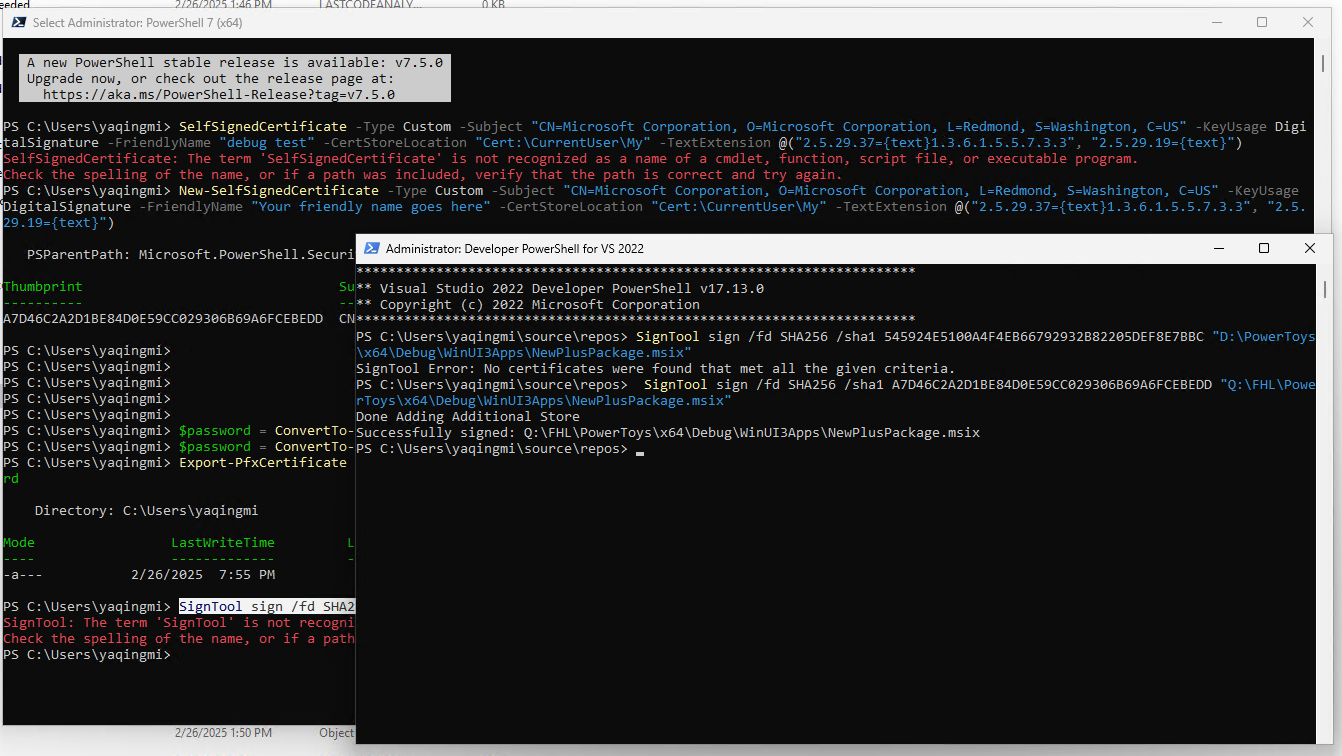 eeded 2/26/2025 1:46 PM LASTCODEANALY... 0 KB
Select Administrator: PowerShell 7 (x64)
A new PowerShell stable release is available: v7.5.0
Upgrade now, or check out the release page at:
https://aka.ms/PowerShell-Release?tag=v7.5.0
PS C:\Users\yaqingmi> SelfSignedCertificate -Type Custom -Subject "CN=Microsoft Corporation, O=Microsoft Corporation, L=Redmond, S=Washington, C=US" -KeyUsage Digi
talSignature -FriendlyName "debug test" -CertStoreLocation "Cert:\CurrentUser\My" -TextExtension @("2.5.29.37={text}1.3.6.1.5.5.7.3.3", "2.5.29.19={text}")
SelfSignedCertificate: The term 'SelfSignedCertificate' is not recognized as a name of a cmdlet, function, script file, or executable program.
Check the spelling of the name, or if a path was included, verify that the path is correct and try again.
PS C:\Users\yaqingmi> New-SelfSignedCertificate -Type Custom -Subject "CN=Microsoft Corporation, O=Microsoft Corporation, L=Redmond, S=Washington, C=US" -KeyUsage
DigitalSignature -FriendlyName "Your friendly name goes here" -CertStoreLocation "Cert:\CurrentUser\My" -TextExtension @("2.5.29.37={text}1.3.6.1.5.5.7.3.3", "2.5.
29.19={text}")
PSParentPath: Microsoft.PowerShell.Securi
Thumbprint Su
---------- --
A7D46C2A2D1BE84D0E59CC029306B69A6FCEBEDD CN
PS C:\Users\yaqingmi>
PS C:\Users\yaqingmi>
PS C:\Users\yaqingmi>
PS C:\Users\yaqingmi>
PS C:\Users\yaqingmi>
PS C:\Users\yaqingmi> $password = ConvertTo-
PS C:\Users\yaqingmi> $password = ConvertTo-
PS C:\Users\yaqingmi> Export-PfxCertificate
rd
Directory: C:\Users\yaqingmi
Mode LastWriteTime L
---- ------------- -
-a--- 2/26/2025 7:55 PM
PS C:\Users\yaqingmi> SignTool sign /fd SHA2
SignTool: The term 'SignTool' is not recogni
Check the spelling of the name, or if a path
PS C:\Users\yaqingmi>
2/26/2025 1:50 PM Object
Administrator: Developer PowerShell for VS 2022
**********************************************************************
** Visual Studio 2022 Developer PowerShell v17.13.0
** Copyright (c) 2022 Microsoft Corporation
**********************************************************************
PS C:\Users\yaqingmi\source\repos> SignTool sign /fd SHA256 /sha1 545924E5100A4F4EB66792932B82205DEF8E7BBC "D:\PowerToys
\x64\Debug\WinUI3Apps\NewPlusPackage.msix"
SignTool Error: No certificates were found that met all the given criteria.
PS C:\Users\yaqingmi\source\repos> SignTool sign /fd SHA256 /sha1 A7D46C2A2D1BE84D0E59CC029306B69A6FCEBEDD "Q:\FHL\Powe
rToys\x64\Debug\WinUI3Apps\NewPlusPackage.msix"
Done Adding Additional Store
Successfully signed: Q:\FHL\PowerToys\x64\Debug\WinUI3Apps\NewPlusPackage.msix
PS C:\Users\yaqingmi\source\repos>